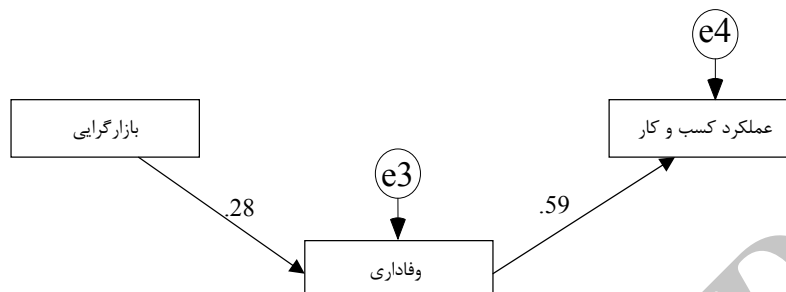 e4
بازارگرایی
عملکرد کسب و کار
e3
.28
.59
وفاداری